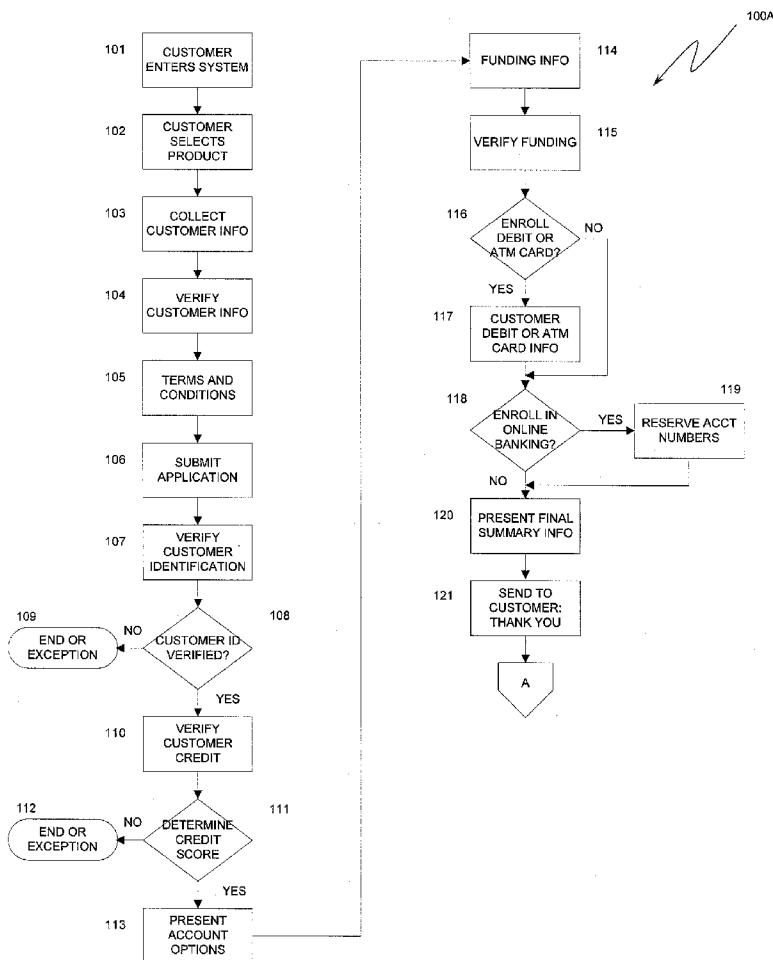 100A
101
CUSTOMER
ENTERS SYSTEM
102
CUSTOMER
SELECTS
PRODUCT
103
COLLECT
CUSTOMER INFO
104
VERIFY
CUSTOMER INFO
105
TERMS AND
CONDITIONS
106
SUBMIT
APPLICATION
107
VERIFY
CUSTOMER
IDENTIFICATION
108
CUSTOMER ID
VERIFIED?
NO
109
END OR
EXCEPTION
YES
110
VERIFY
CUSTOMER
CREDIT
111
DETERMINE
CREDIT
SCORE
NO
112
END OR
EXCEPTION
YES
113
PRESENT
ACCOUNT
OPTIONS
FUNDING INFO
114
VERIFY FUNDING
115
116
ENROLL
DEBIT OR
ATM CARD?
NO
YES
117
CUSTOMER
DEBIT OR ATM
CARD INFO
118
ENROLL IN
ONLINE
BANKING?
YES
119
RESERVE ACCT
NUMBERS
NO
120
PRESENT FINAL
SUMMARY INFO
121
SEND TO
CUSTOMER:
THANK YOU
A